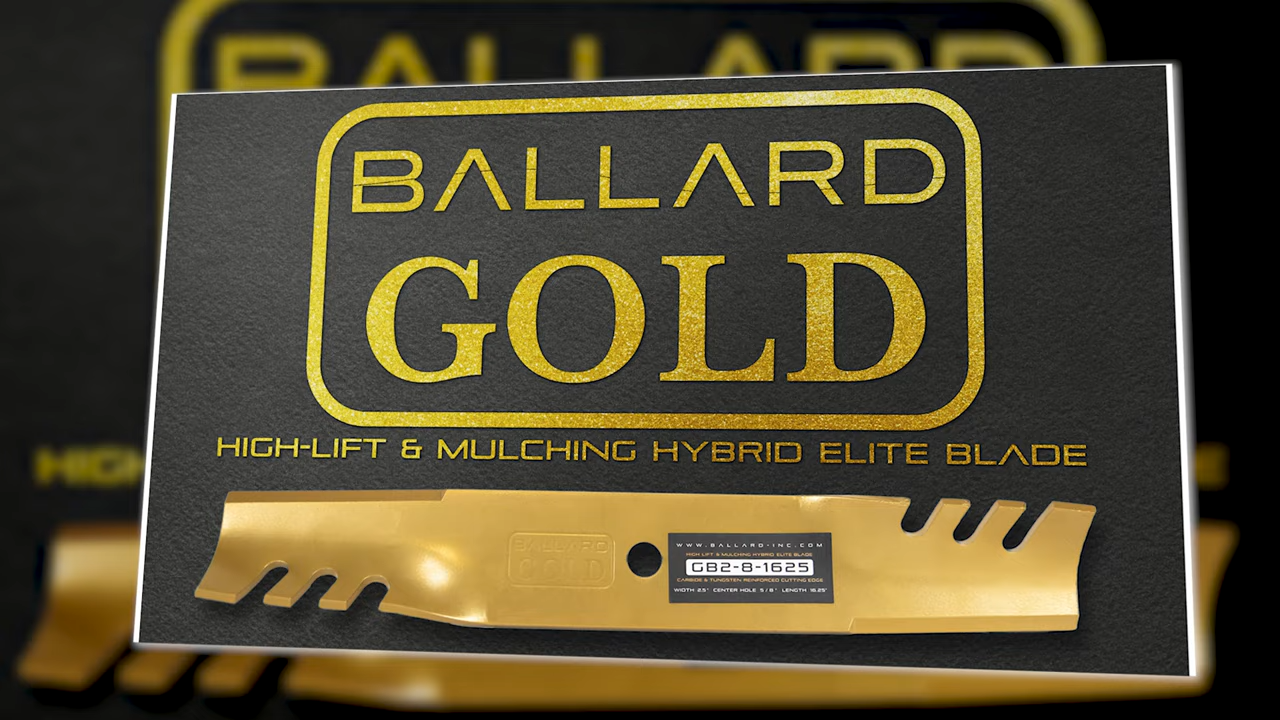 BALLARD
GOLD
HIGH-LIFT & MULCHING HYBRID ELITE BLADE
BALLARD
GOLD
WWW.BALLARD-INC.COM
HIGH LIFT & MULCHING HYBRID ELITE BLADE
GB2-8-1625
CARBIDE & TUNGSTEN REINFORCED CUTTING EDGE
WIDTH 2.5" CENTER HOLE 5/8" LENGTH 16.25"